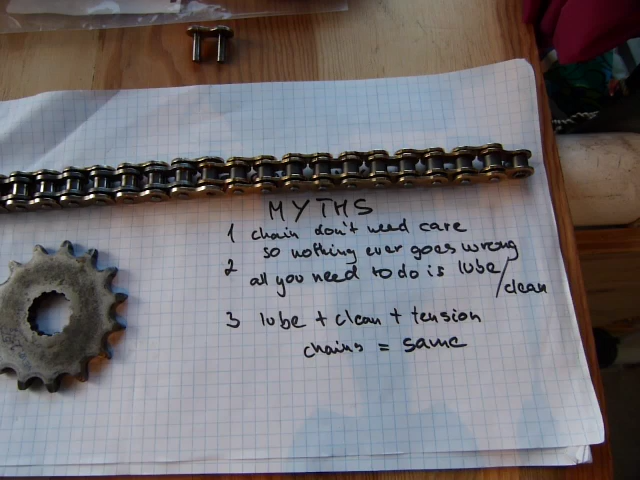 MYTHS
1 chain don't need care
so nothing ever goes wrong
2 all you need to do is lube/clean
3 lube + clean + tension
chains = same